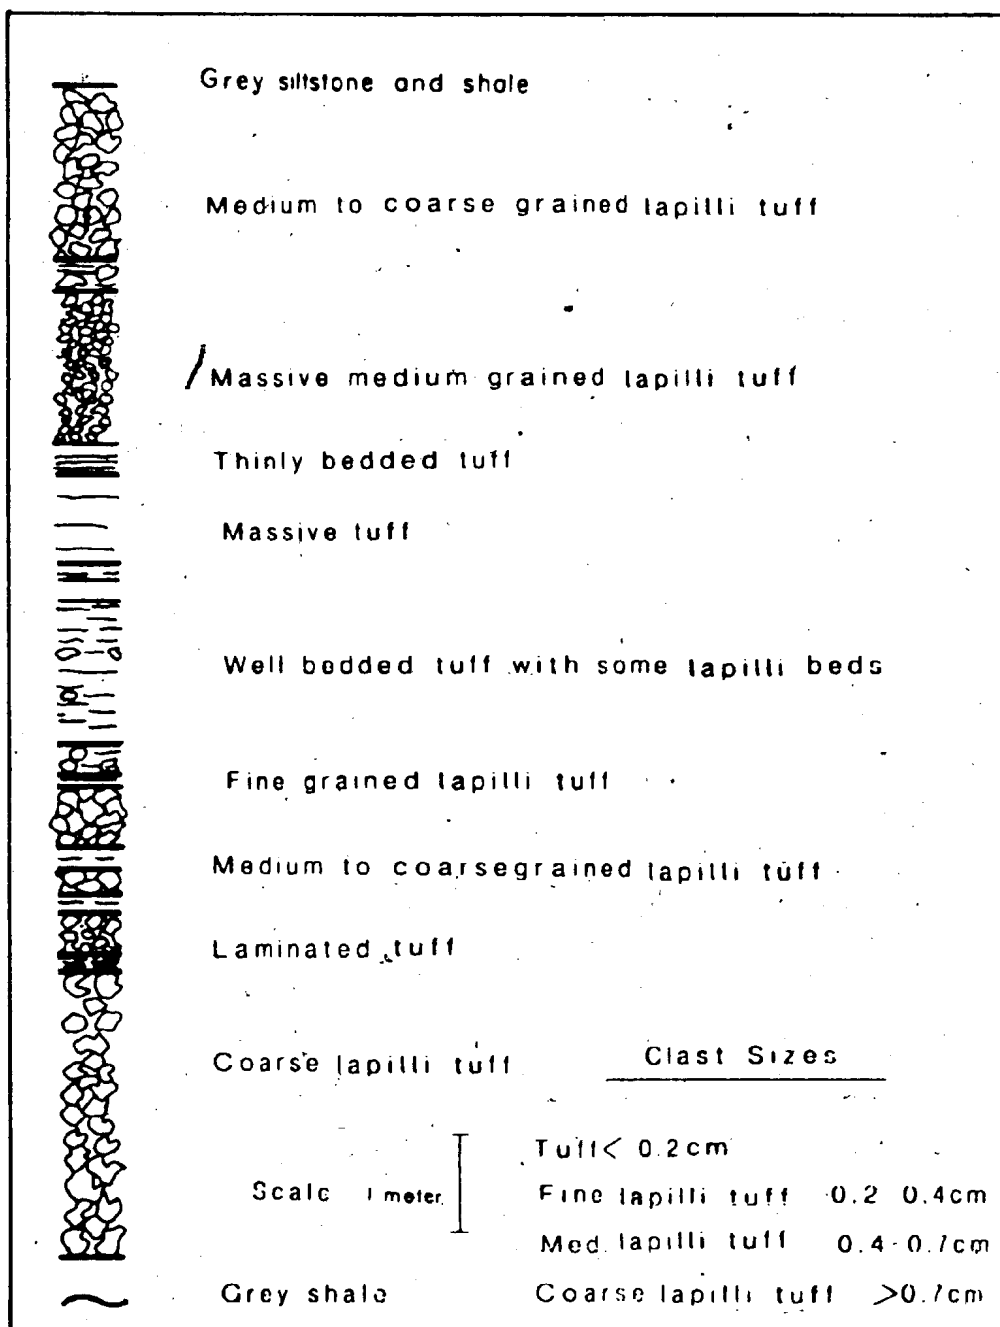 Grey siltstone and shale
Medium to coarse grained lapilli tuff
Massive medium grained lapilli tuff
Thinly bedded tuff
Massive tuff
Well bedded tuff with some lapilli beds
Fine grained lapilli tuff
Medium to coarsegrained lapilli tuff
Laminated tuff
Coarse lapilli tuff
Clast Sizes
Tuff < 0.2cm
Scale 1 meter
Fine lapilli tuff 0.2 0.4cm
Med. lapilli tuff 0.4-0.7cm
Grey shale
Coarse lapilli tuff >0.7cm